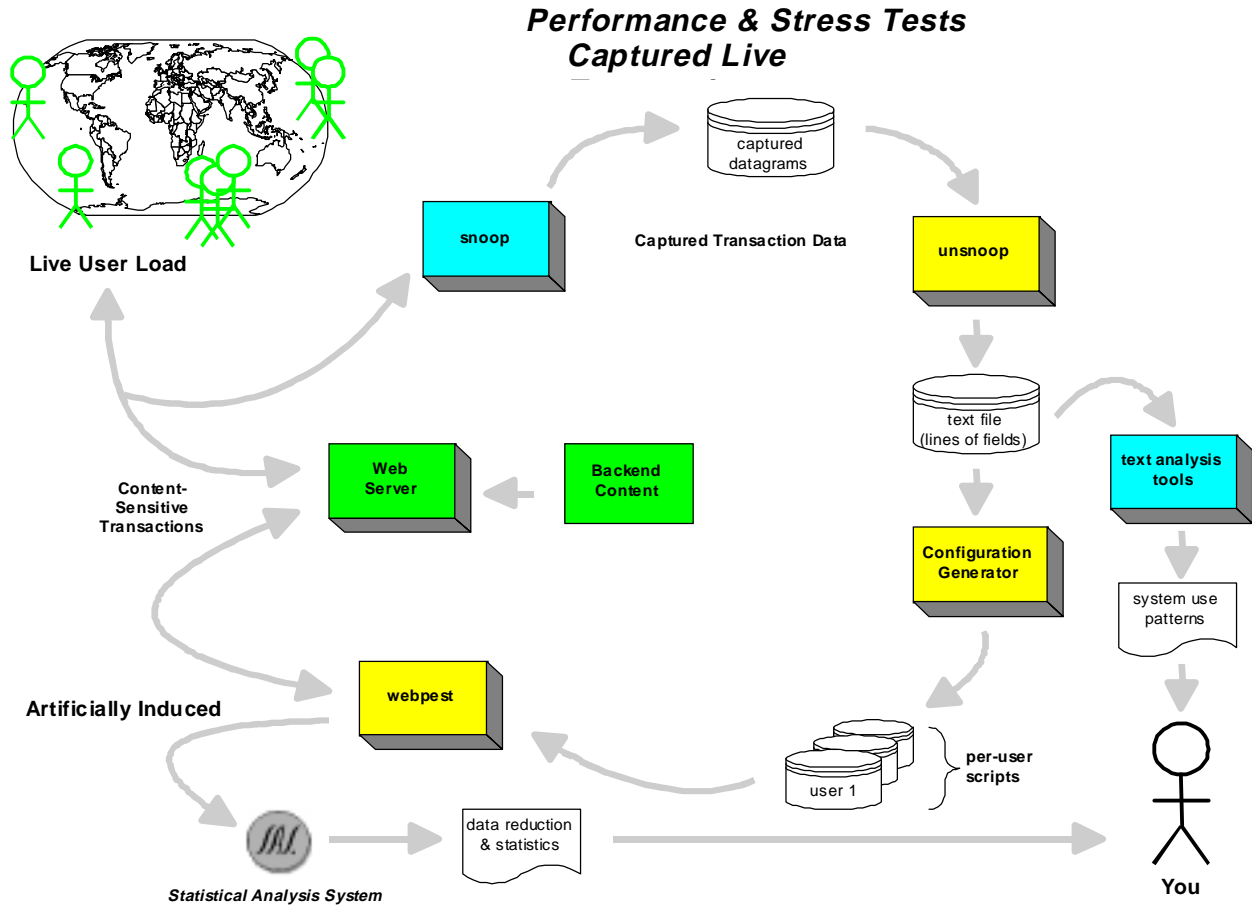 Performance & Stress Tests
Captured Live
captured
datagrams
snoop
Captured Transaction Data
unsnoop
Live User Load
text file
(lines of fields)
Web
Server
Backend
Content
text analysis
tools
Content-
Sensitive
Transactions
Configuration
Generator
system use
patterns
webpest
Artificially Induced
per-user
scripts
user 1
data reduction
& statistics
SAS
Statistical Analysis System
You